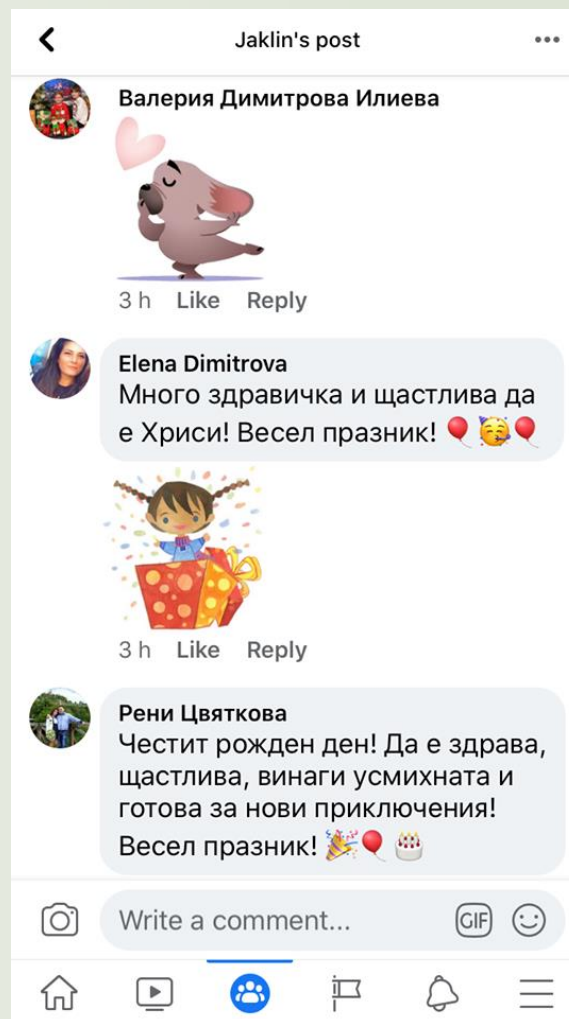 Jaklin's post
Валерия Димитрова Илиева
3 h Like Reply
Elena Dimitrova
Много здравичка и щастлива да
е Хриси! Весел празник! 🎈🥳🎈
3 h Like Reply
Рени Цвяткова
Честит рожден ден! Да е здрава,
щастлива, винаги усмихната и
готова за нови приключения!
Весел празник! 🎉🎈🎂
Write a comment...
GIF